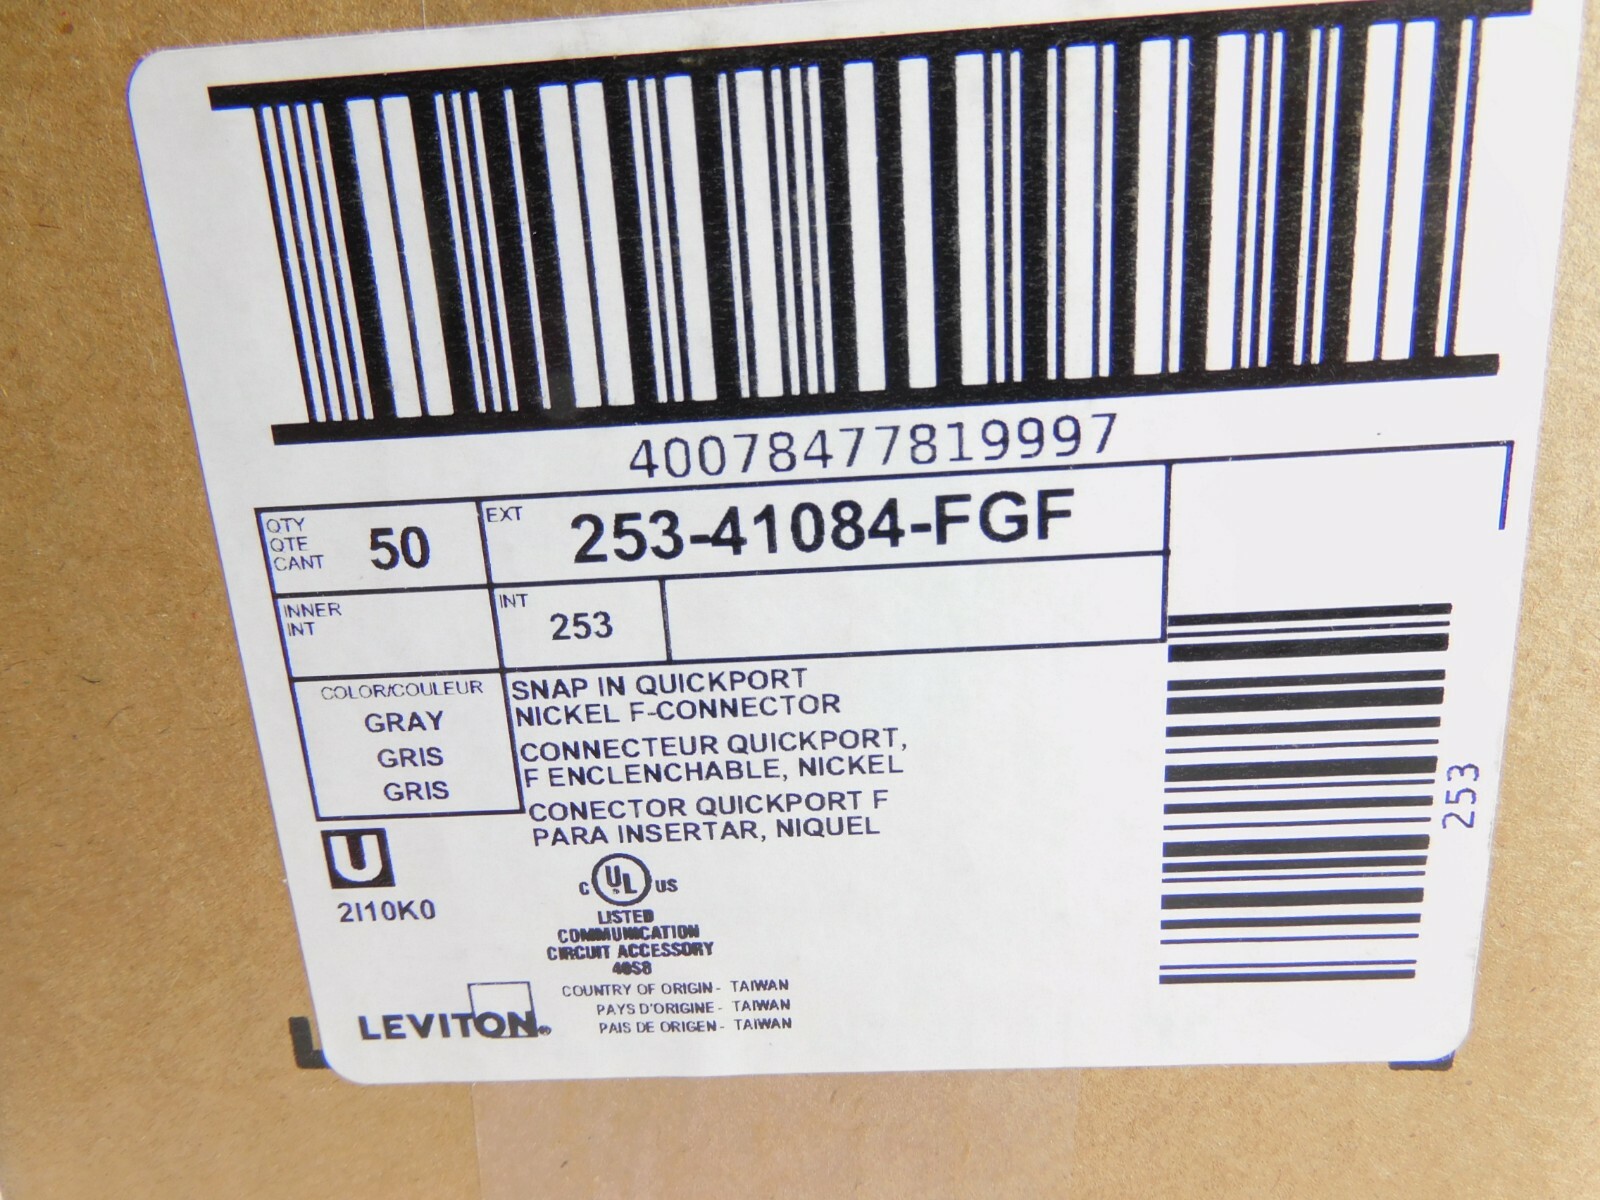 40078477819997
QTY
QTE
CANT
50
EXT
253-41084-FGF
INNER
INT
INT
253
COLOR/COULEUR
GRAY
GRIS
GRIS
SNAP IN QUICKPORT
NICKEL F-CONNECTOR
CONNECTEUR QUICKPORT,
F ENCLENCHABLE, NICKEL
CONECTOR QUICKPORT F
PARA INSERTAR, NIQUEL
253
U
2I10K0
C UL US
LISTED
COMMUNICATION
CIRCUIT ACCESSORY
40S8
COUNTRY OF ORIGIN - TAIWAN
PAYS D'ORIGINE - TAIWAN
PAIS DE ORIGEN - TAIWAN
LEVITON®